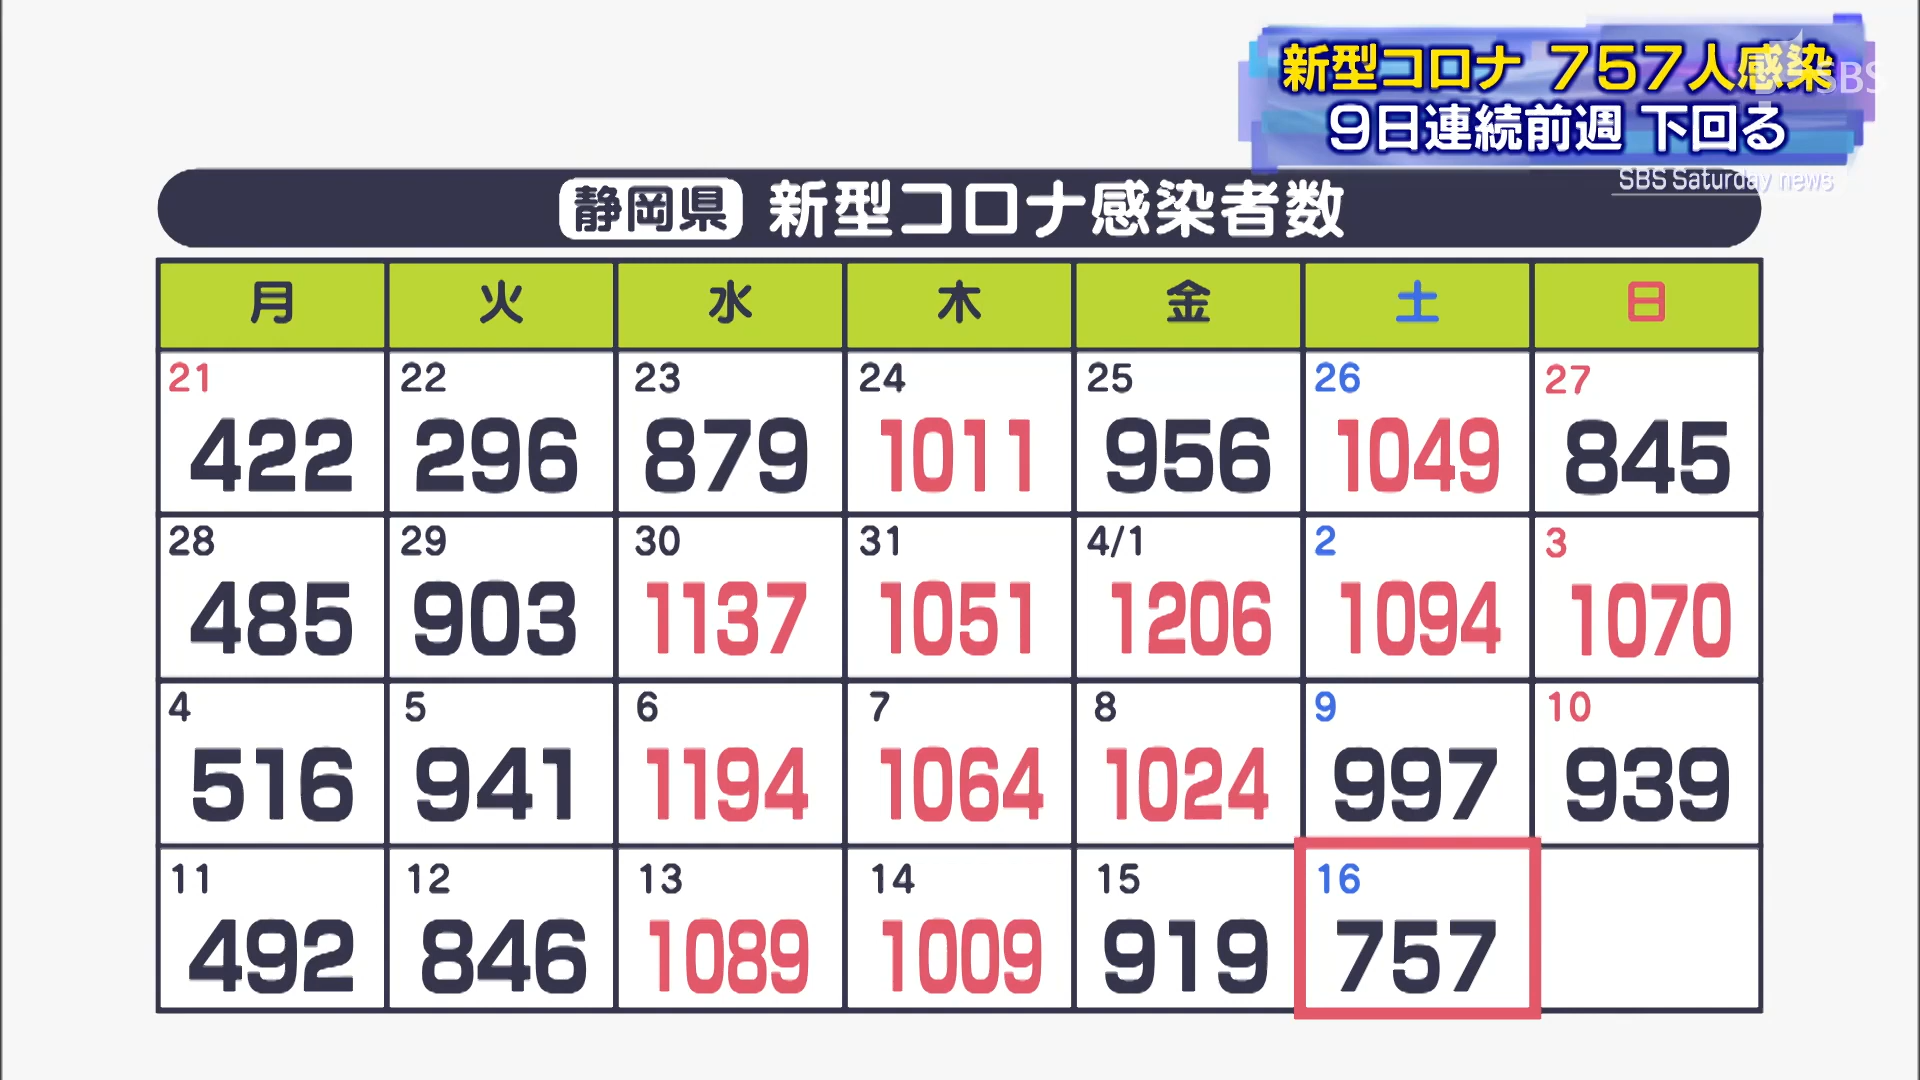 新型コロナ 757人感染
SBS
9日連続前週 下回る
SBS Saturday news
静岡県 新型コロナ感染者数
月 火 水 木 金 土 日
21 22 23 24 25 26 27
422 296 879 1011 956 1049 845
28 29 30 31 4/1 2 3
485 903 1137 1051 1206 1094 1070
4 5 6 7 8 9 10
516 941 1194 1064 1024 997 939
11 12 13 14 15 16
492 846 1089 1009 919 757